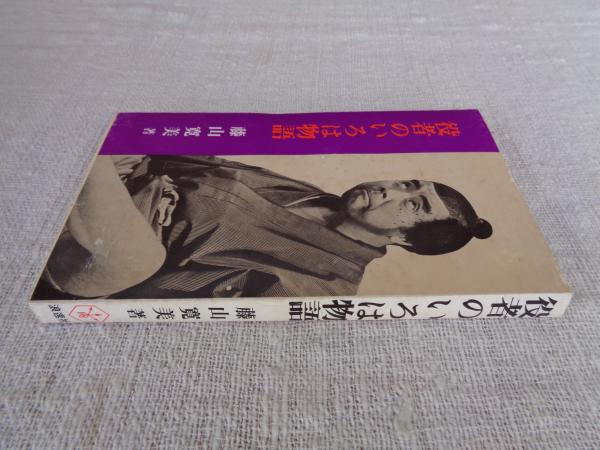 役者のいろは物語
藤山寛美 著
役者のいろは物語
藤山寛美著